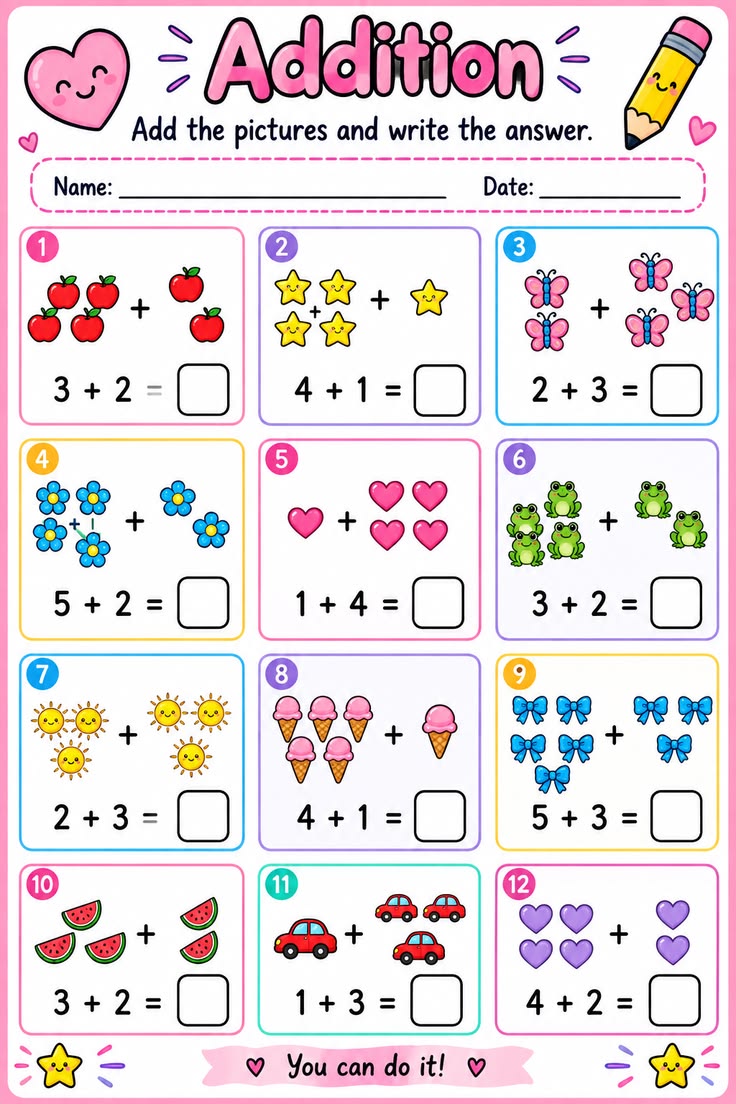 Addition
Add the pictures and write the answer.
Name: Date:
1 2 3
+ + + +
3 + 2 = 4 + 1 = 2 + 3 =
4 5 6
+ + + +
5 + 2 = 1 + 4 = 3 + 2 =
7 8 9
+ + +
2 + 3 = 4 + 1 = 5 + 3 =
10 11 12
+ + +
3 + 2 = 1 + 3 = 4 + 2 =
You can do it!